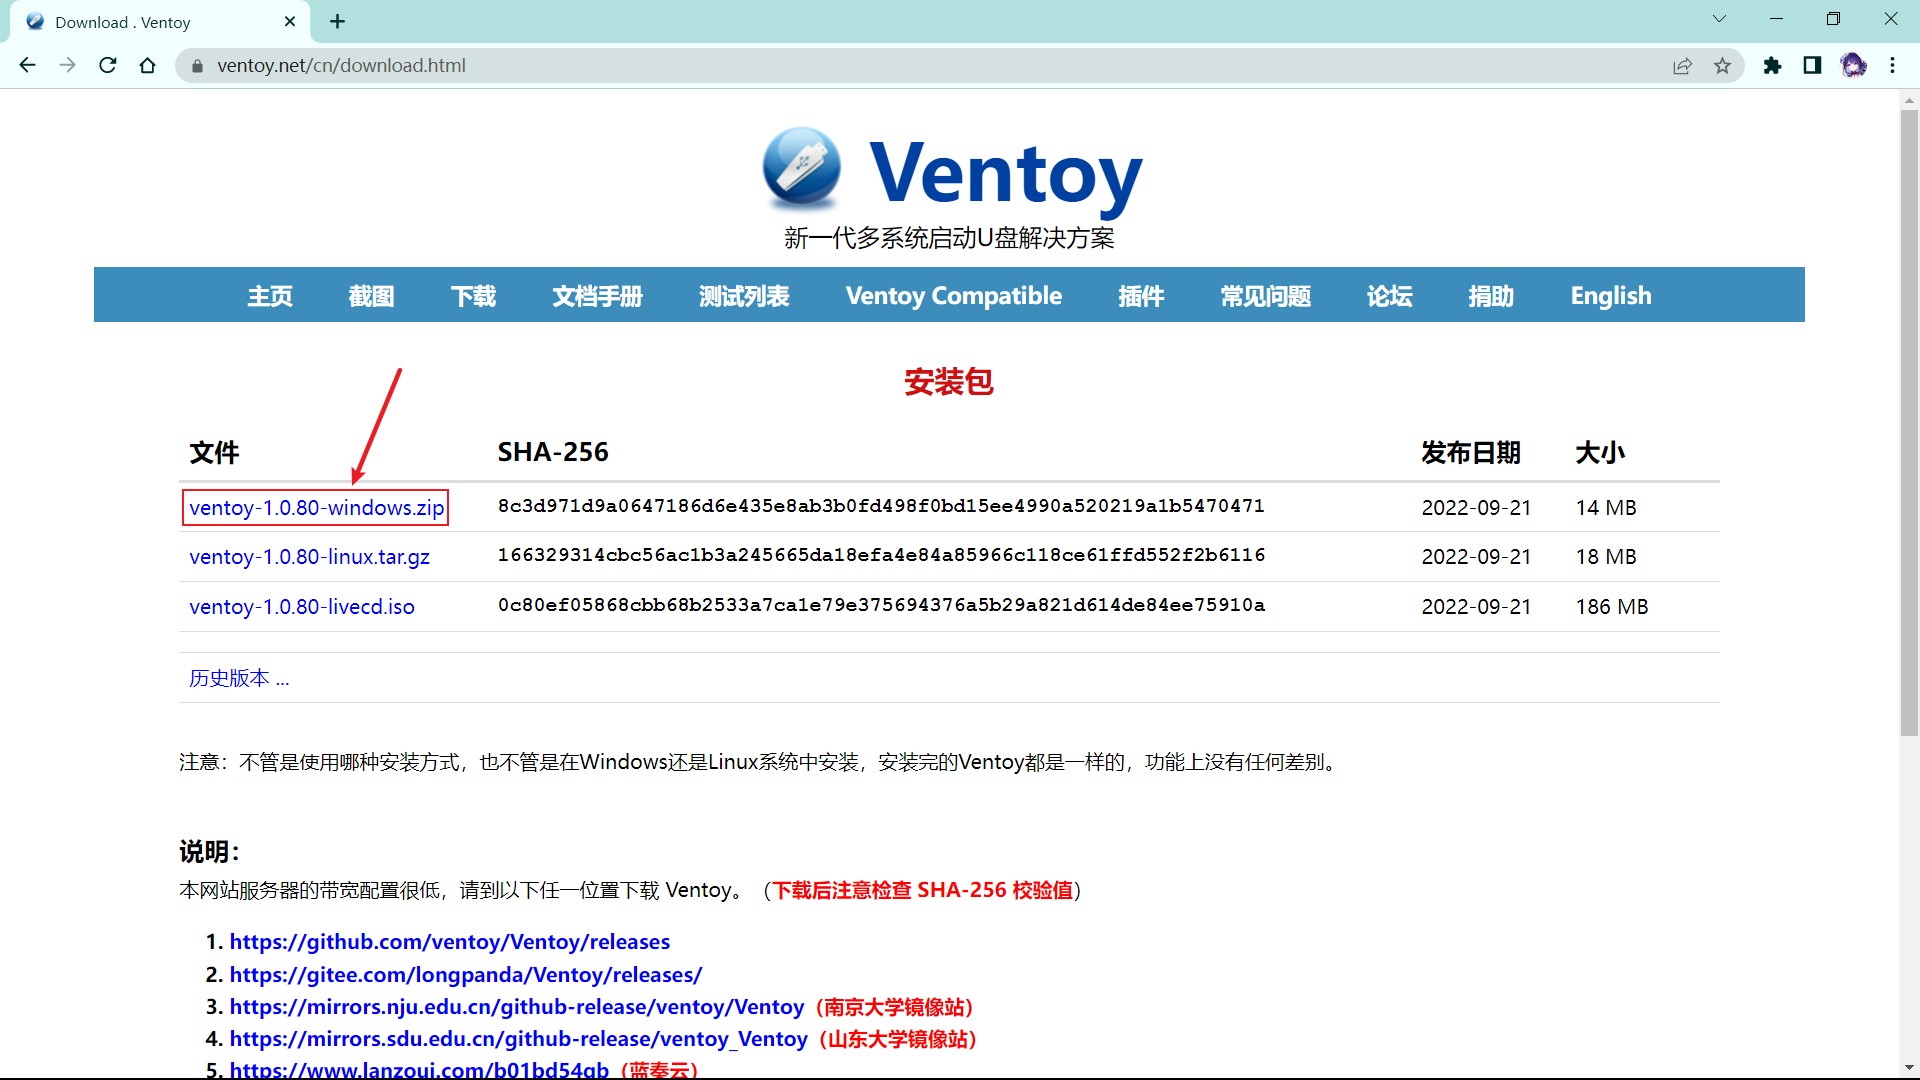 Download . Ventoy
ventoy.net/cn/download.html
Ventoy
新一代多系统启动U盘解决方案
主页 截图 下载 文档手册 测试列表 Ventoy Compatible 插件 常见问题 论坛 捐助 English
安装包
文件 SHA-256 发布日期 大小
ventoy-1.0.80-windows.zip 8c3d971d9a0647186d6e435e8ab3b0fd498f0bd15ee4990a520219a1b5470471 2022-09-21 14 MB
ventoy-1.0.80-linux.tar.gz 166329314cbc56ac1b3a245665da18efa4e84a85966c118ce61ffd552f2b6116 2022-09-21 18 MB
ventoy-1.0.80-livecd.iso 0c80ef05868cbb68b2533a7ca1e79e375694376a5b29a821d614de84ee75910a 2022-09-21 186 MB
历史版本 ...
注意：不管是使用哪种安装方式，也不管是在Windows还是Linux系统中安装，安装完的Ventoy都是一样的，功能上没有任何差别。
说明：
本网站服务器的带宽配置很低，请到以下任一位置下载 Ventoy。（下载后注意检查 SHA-256 校验值）
1. https://github.com/ventoy/Ventoy/releases
2. https://gitee.com/longpanda/Ventoy/releases/
3. https://mirrors.nju.edu.cn/github-release/ventoy/Ventoy（南京大学镜像站）
4. https://mirrors.sdu.edu.cn/github-release/ventoy_Ventoy（山东大学镜像站）
5. https://www.lanzoui.com/b01bd54gb（蓝奏云）